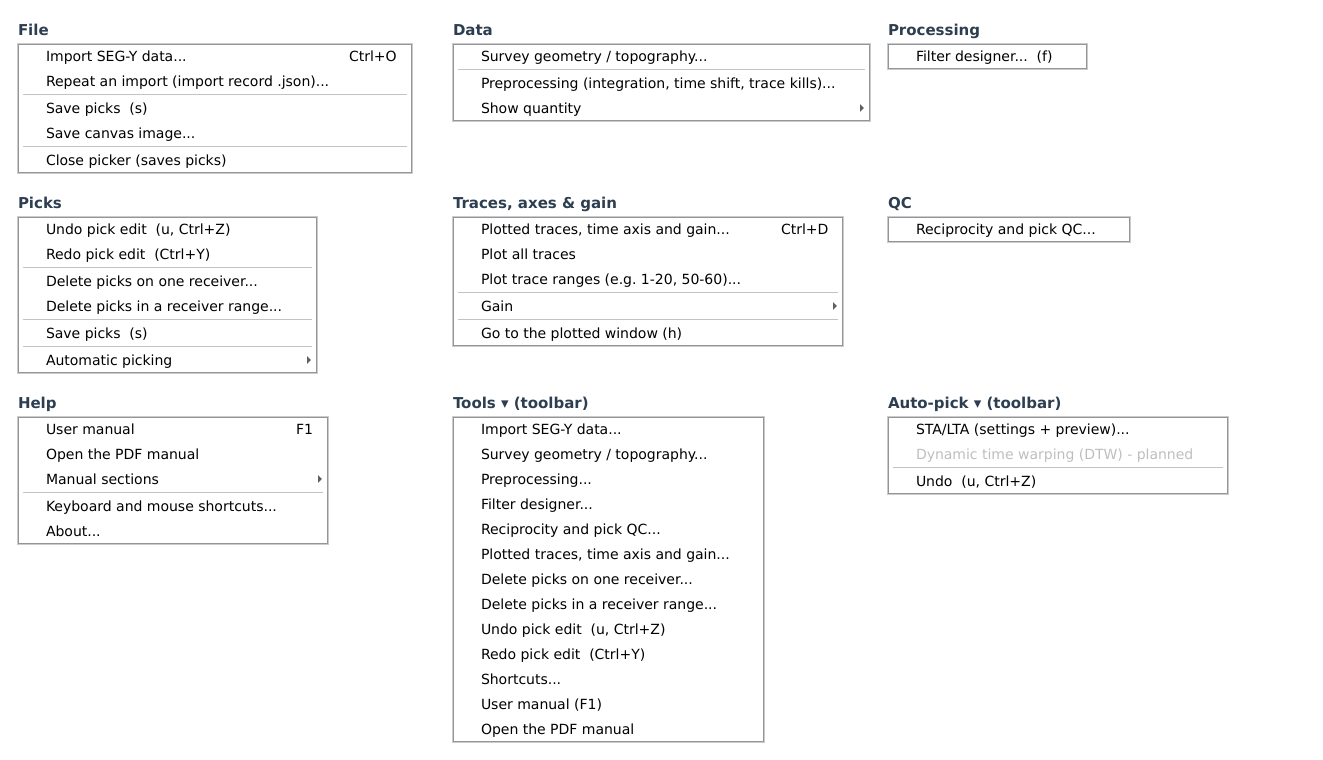 File
Import SEG-Y data... Ctrl+O
Repeat an import (import record .json)...
Save picks (s)
Save canvas image...
Close picker (saves picks)
Data
Survey geometry / topography...
Preprocessing (integration, time shift, trace kills)...
Show quantity
Processing
Filter designer... (f)
Picks
Undo pick edit (u, Ctrl+Z)
Redo pick edit (Ctrl+Y)
Delete picks on one receiver...
Delete picks in a receiver range...
Save picks (s)
Automatic picking
Traces, axes & gain
Plotted traces, time axis and gain... Ctrl+D
Plot all traces
Plot trace ranges (e.g. 1-20, 50-60)...
Gain
Go to the plotted window (h)
QC
Reciprocity and pick QC...
Help
User manual F1
Open the PDF manual
Manual sections
Keyboard and mouse shortcuts...
About...
Tools ▾ (toolbar)
Import SEG-Y data...
Survey geometry / topography...
Preprocessing...
Filter designer...
Reciprocity and pick QC...
Plotted traces, time axis and gain...
Delete picks on one receiver...
Delete picks in a receiver range...
Undo pick edit (u, Ctrl+Z)
Redo pick edit (Ctrl+Y)
Shortcuts...
User manual (F1)
Open the PDF manual
Auto-pick ▾ (toolbar)
STA/LTA (settings + preview)...
Dynamic time warping (DTW) - planned
Undo (u, Ctrl+Z)